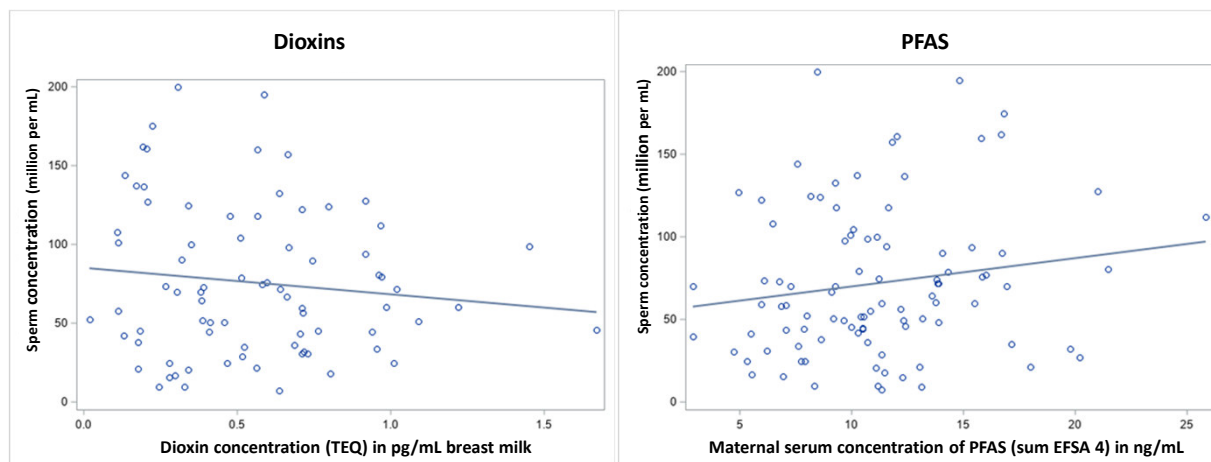 Dioxins
Sperm concentration (million per mL)
200
150
100
50
0
0.0 0.5 1.0 1.5
Dioxin concentration (TEQ) in pg/mL breast milk
PFAS
Sperm concentration (million per mL)
200
150
100
50
0
5 10 15 20 25
Maternal serum concentration of PFAS (sum EFSA 4) in ng/mL